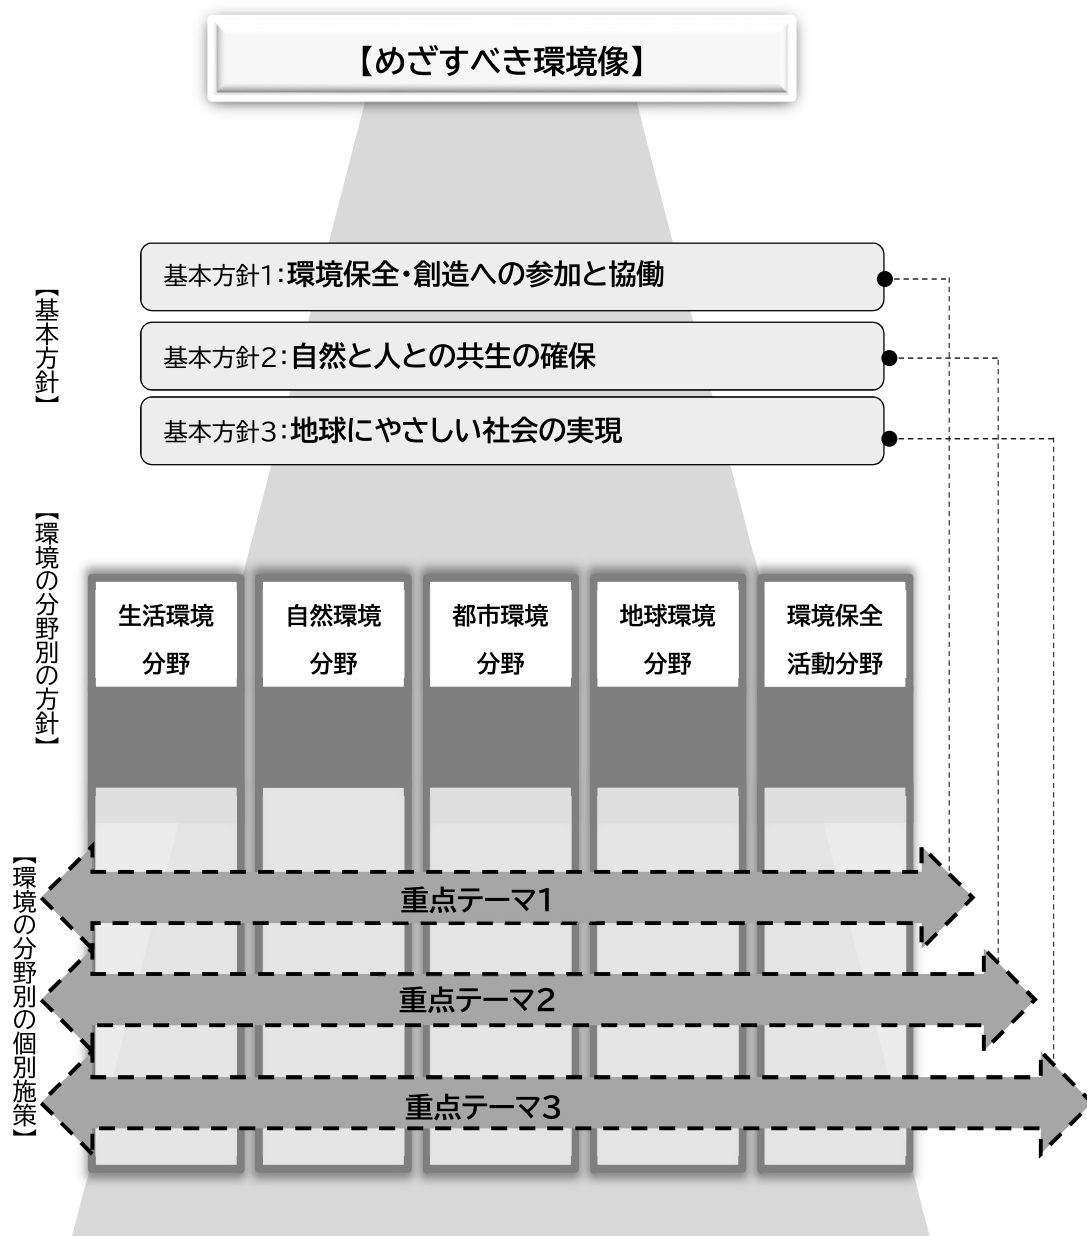 【めざすべき環境像】
【基本方針】
基本方針1：環境保全・創造への参加と協働
基本方針2：自然と人との共生の確保
基本方針3：地球にやさしい社会の実現
【環境の分野別の方針】
生活環境
分野
自然環境
分野
都市環境
分野
地球環境
分野
環境保全
活動分野
【環境の分野別の個別施策】
重点テーマ1
重点テーマ2
重点テーマ3